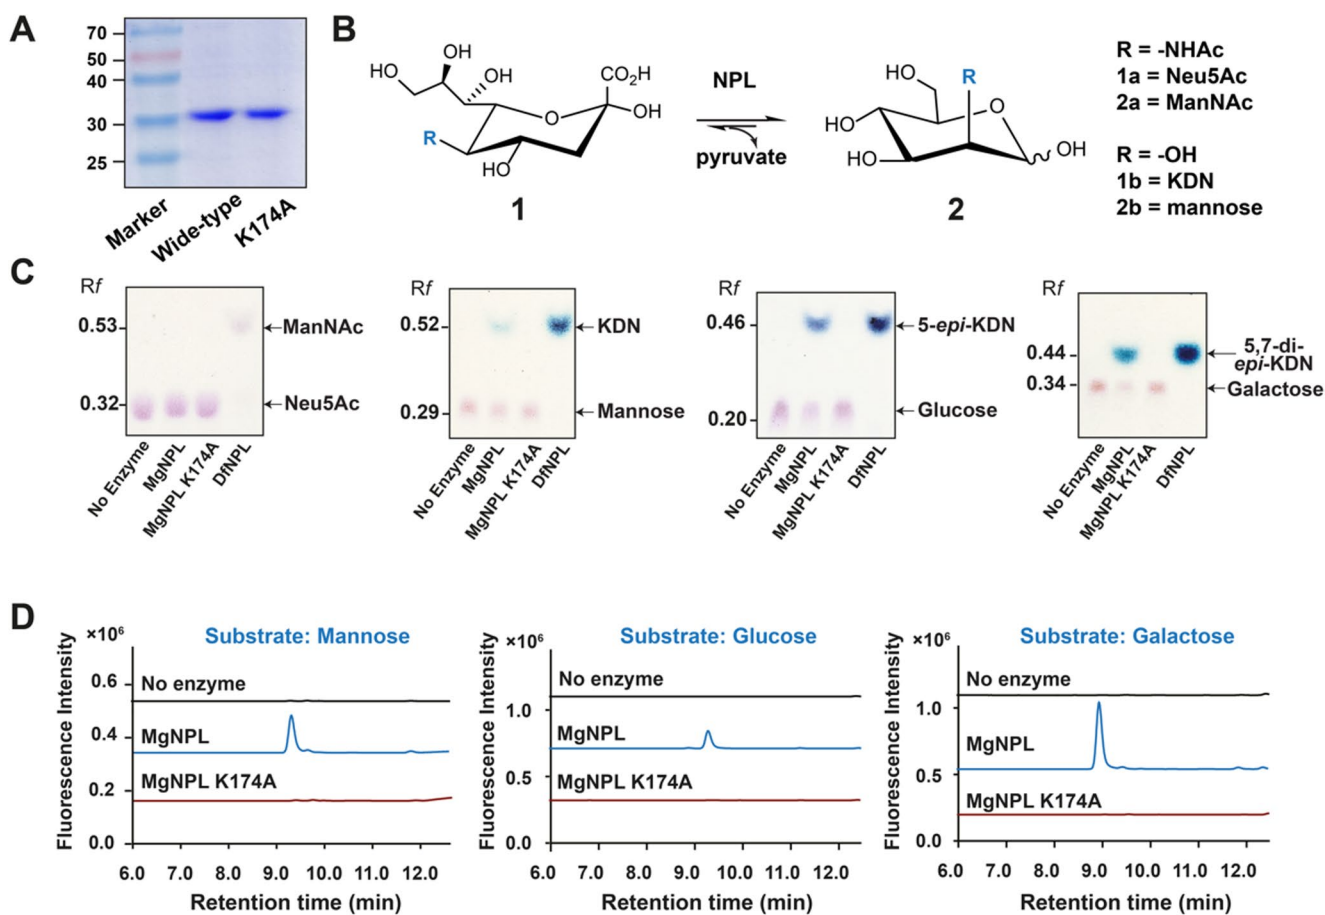 A
70
50
40
30
25
Marker
Wide-type
K174A
B
HO
OH
OH
CO₂H
O
OH
R
HO
1
NPL
pyruvate
HO
R
O
HO
HO
OH
2
R = -NHAc
1a = Neu5Ac
2a = ManNAc
R = -OH
1b = KDN
2b = mannose
C
Rf
0.53
ManNAc
0.32
Neu5Ac
No Enzyme
MgNPL
MgNPL K174A
DfNPL
Rf
0.52
KDN
0.29
Mannose
No Enzyme
MgNPL
MgNPL K174A
DfNPL
Rf
0.46
5-epi-KDN
0.20
Glucose
No Enzyme
MgNPL
MgNPL K174A
DfNPL
Rf
0.44
5,7-di-
epi-KDN
0.34
Galactose
No Enzyme
MgNPL
MgNPL K174A
DfNPL
D
×10⁶
Substrate: Mannose
Fluorescence Intensity
0.6
0.4
0.2
0.0
No enzyme
MgNPL
MgNPL K174A
6.0 7.0 8.0 9.0 10.0 11.0 12.0
Retention time (min)
×10⁶
Substrate: Glucose
Fluorescence Intensity
1.0
0.5
0.0
No enzyme
MgNPL
MgNPL K174A
6.0 7.0 8.0 9.0 10.0 11.0 12.0
Retention time (min)
×10⁶
Substrate: Galactose
Fluorescence Intensity
1.0
0.5
0.0
No enzyme
MgNPL
MgNPL K174A
6.0 7.0 8.0 9.0 10.0 11.0 12.0
Retention time (min)